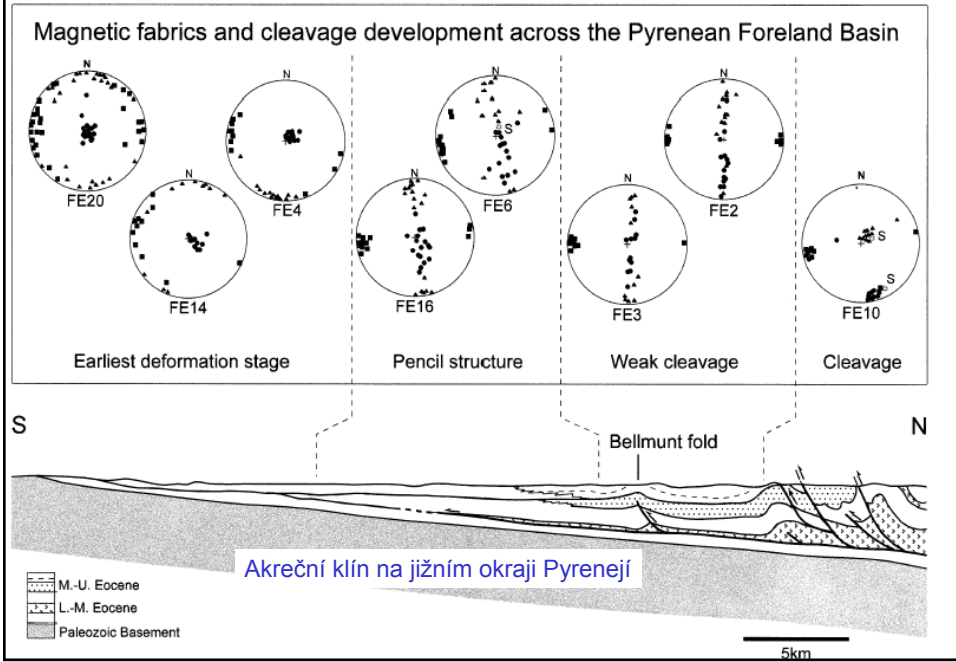 Magnetic fabrics and cleavage development across the Pyrenean Foreland Basin
N
N
N
N
N
N
N
N
S
S
S
FE20
FE4
FE6
FE2
FE14
FE16
FE3
FE10
Earliest deformation stage
Pencil structure
Weak cleavage
Cleavage
S
N
Bellmunt fold
Akreční klín na jižním okraji Pyrenejí
M.-U. Eocene
L.-M. Eocene
Paleozoic Basement
5km